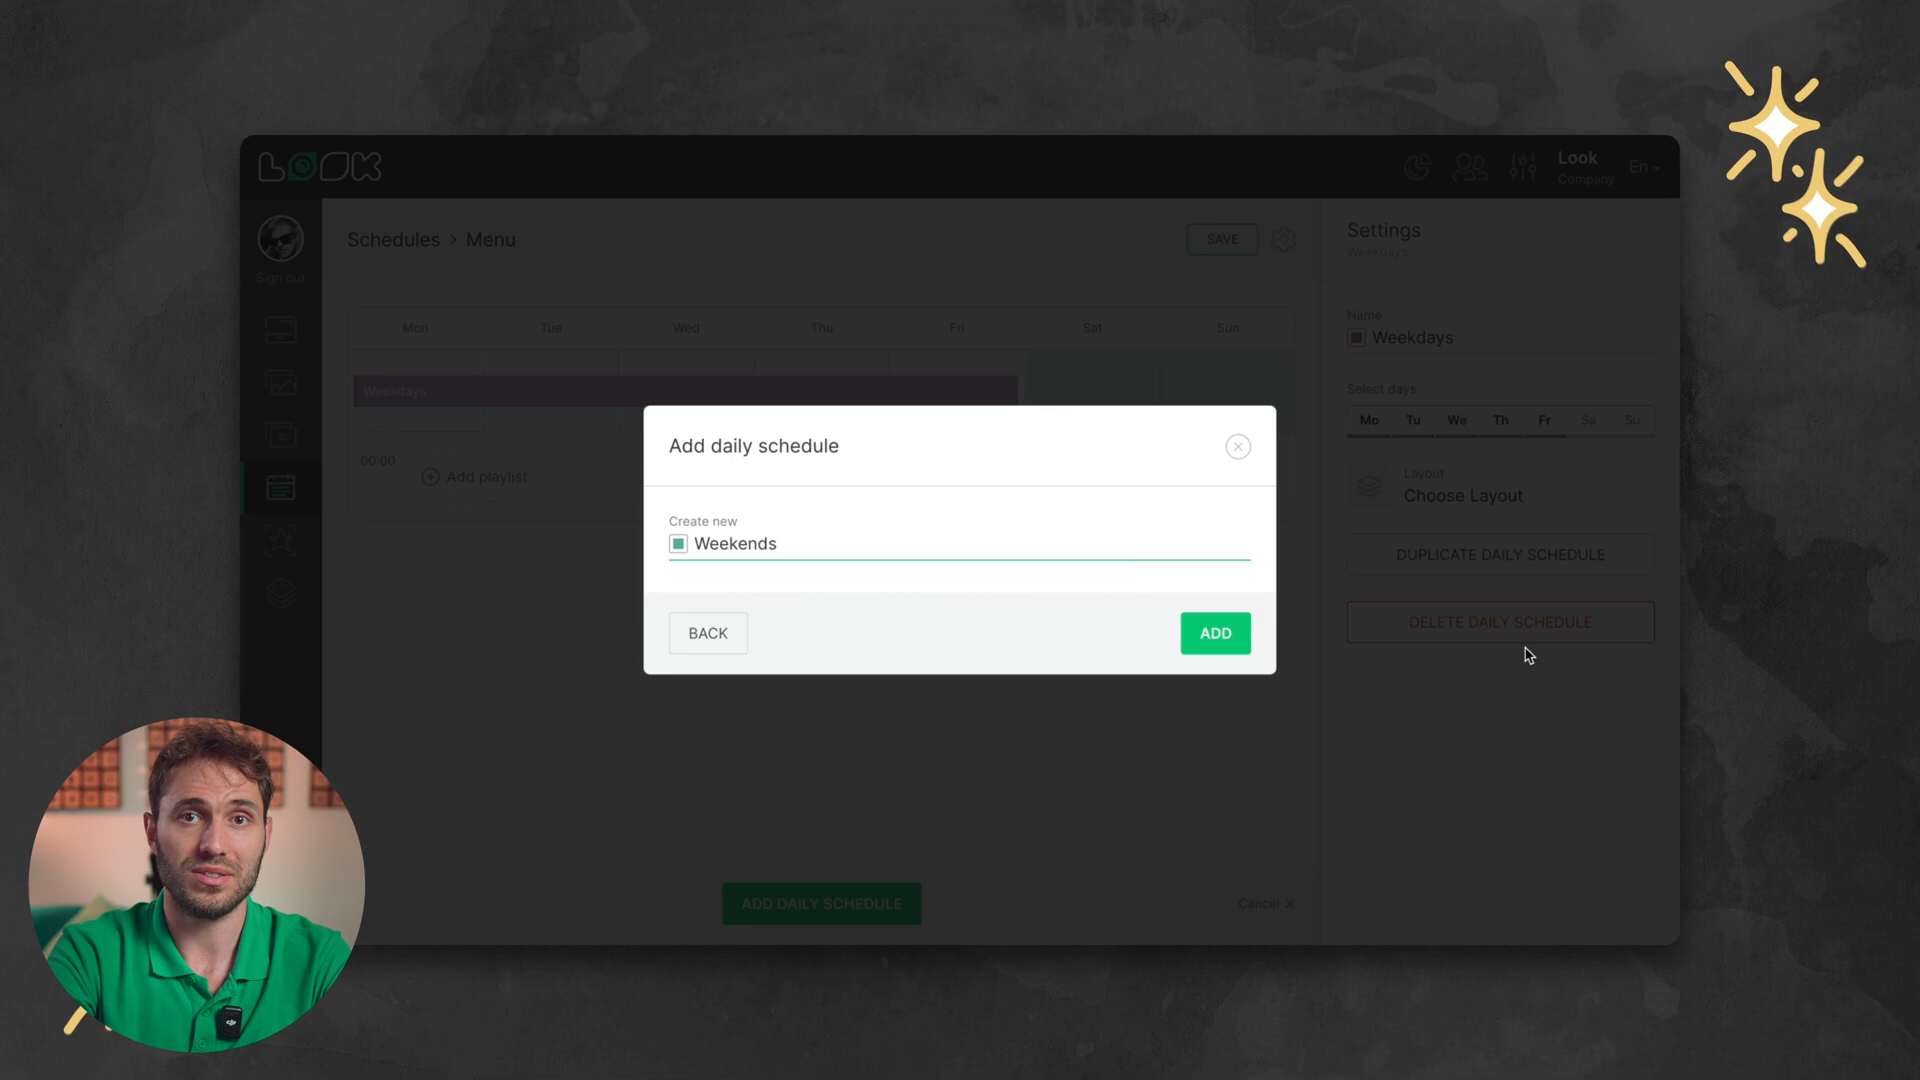 LOOK
Look
Company
En
Sign out
Schedules > Menu
SAVE
Mon Tue Wed Thu Fri Sat Sun
Weekdays
00:00
Add playlist
ADD DAILY SCHEDULE
Cancel
Settings
Weekdays
Name
Weekdays
Select days
Mo Tu We Th Fr Sa Su
Layout
Choose Layout
DUPLICATE DAILY SCHEDULE
DELETE DAILY SCHEDULE
Add daily schedule
Create new
Weekends
BACK
ADD
dji